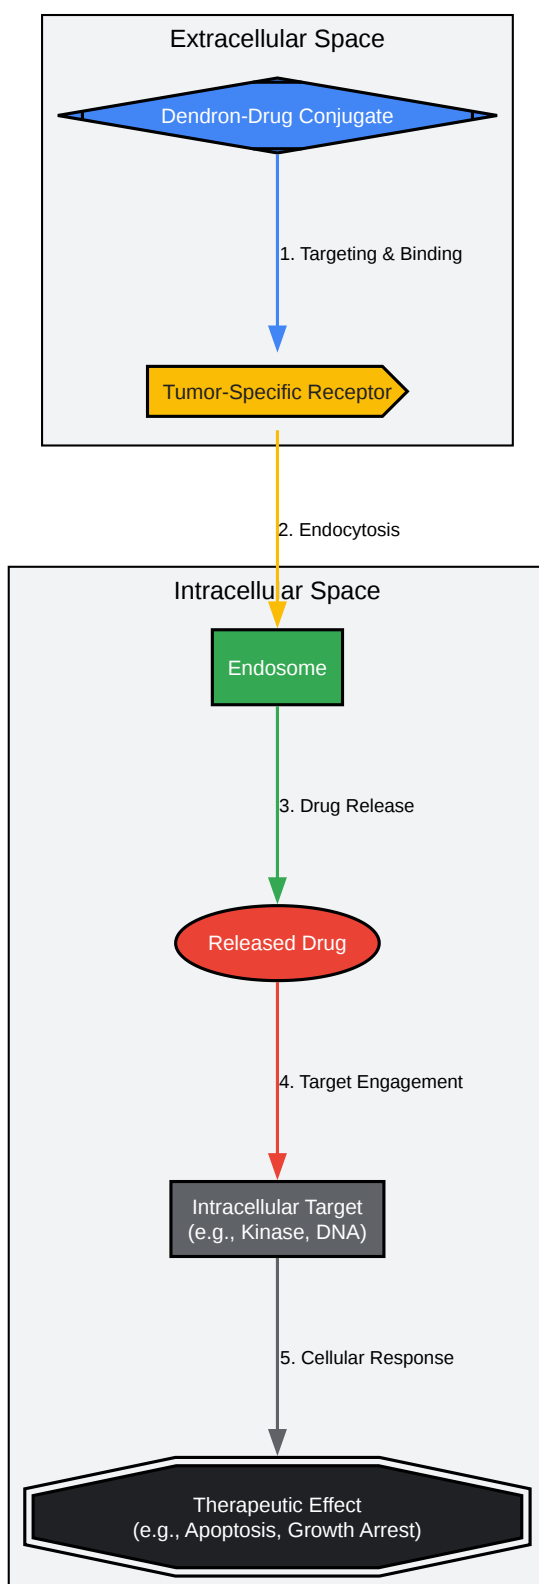 Extracellular Space
Dendron-Drug Conjugate
1. Targeting & Binding
Tumor-Specific Receptor
2. Endocytosis
Intracellular Space
Endosome
3. Drug Release
Released Drug
4. Target Engagement
Intracellular Target
(e.g., Kinase, DNA)
5. Cellular Response
Therapeutic Effect
(e.g., Apoptosis, Growth Arrest)